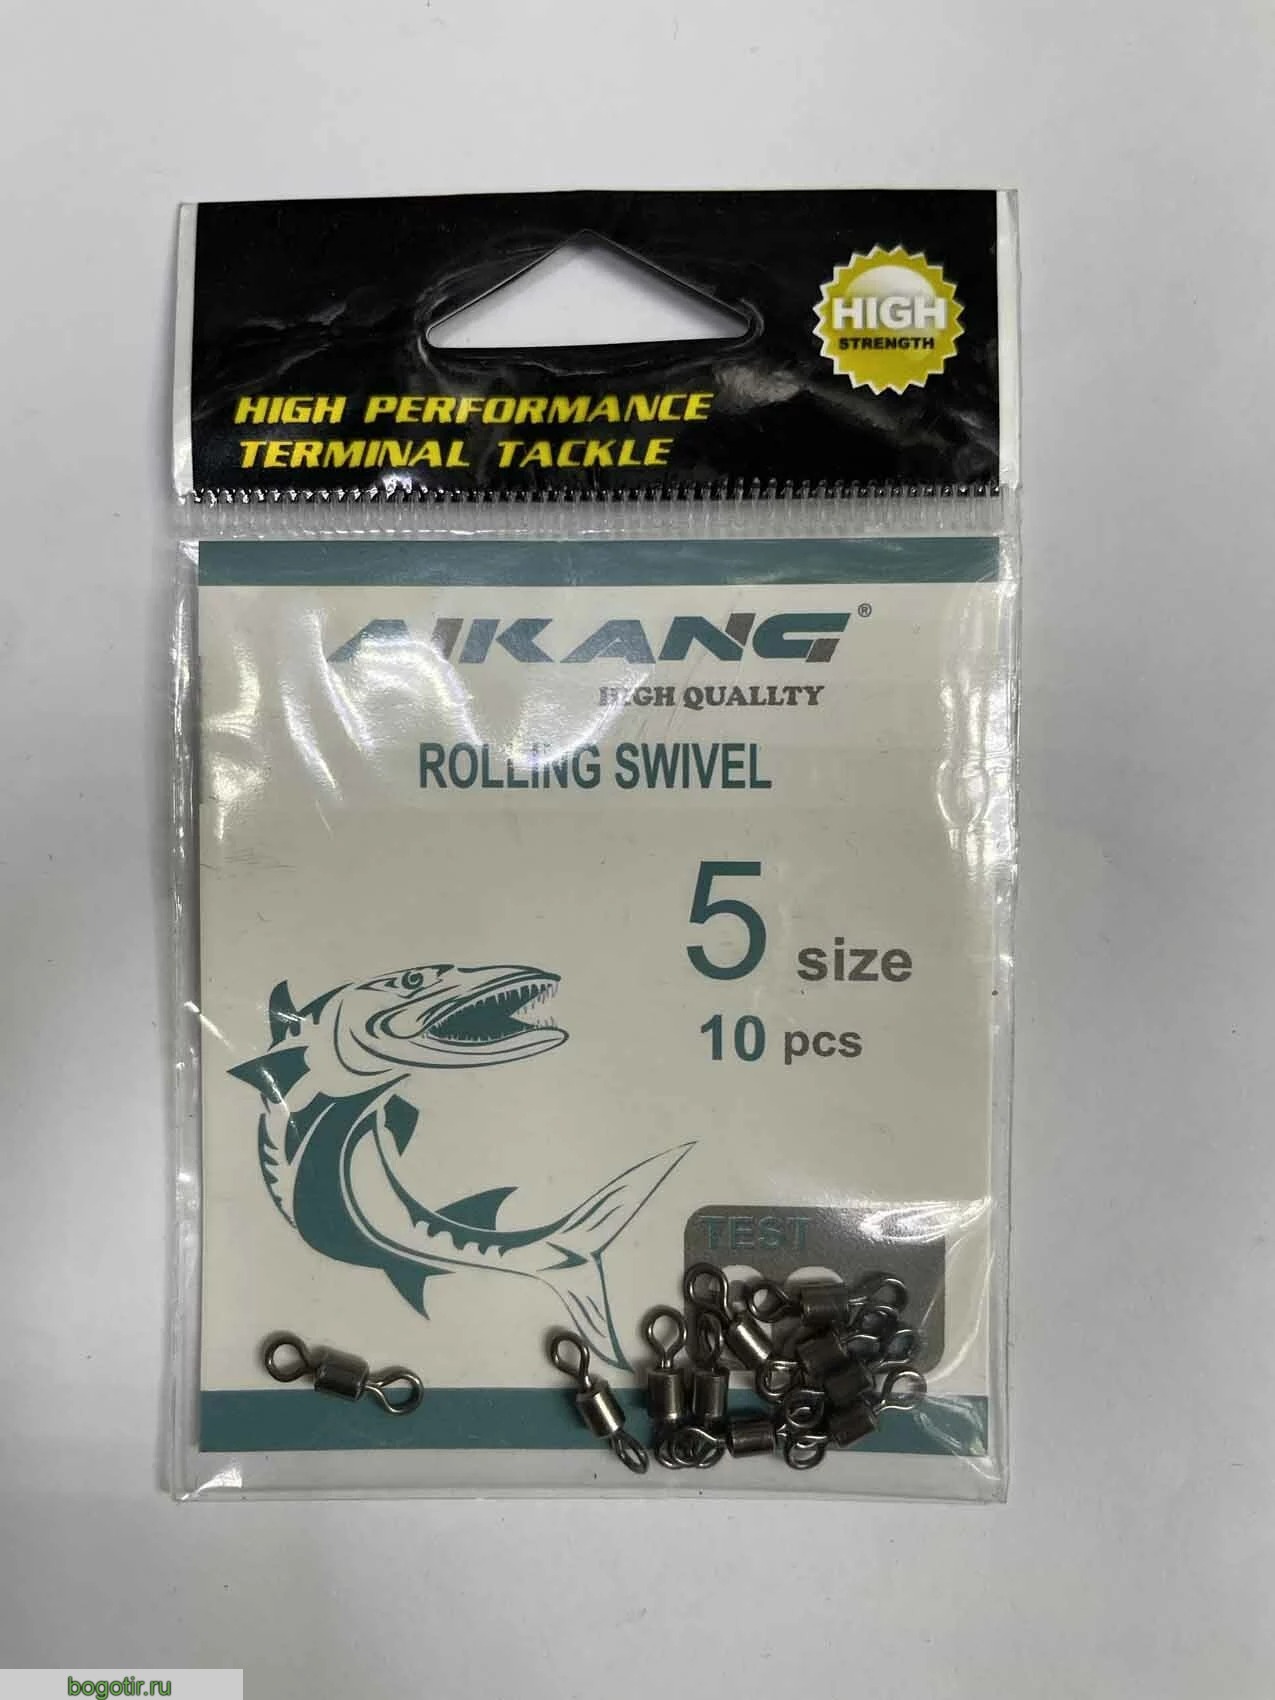 HIGH
STRENGTH
HIGH PERFORMANCE
TERMINAL TACKLE
AIKANG®
HIGH QUALLTY
ROLLING SWIVEL
5 size
10 pcs
TEST
bogotir.ru